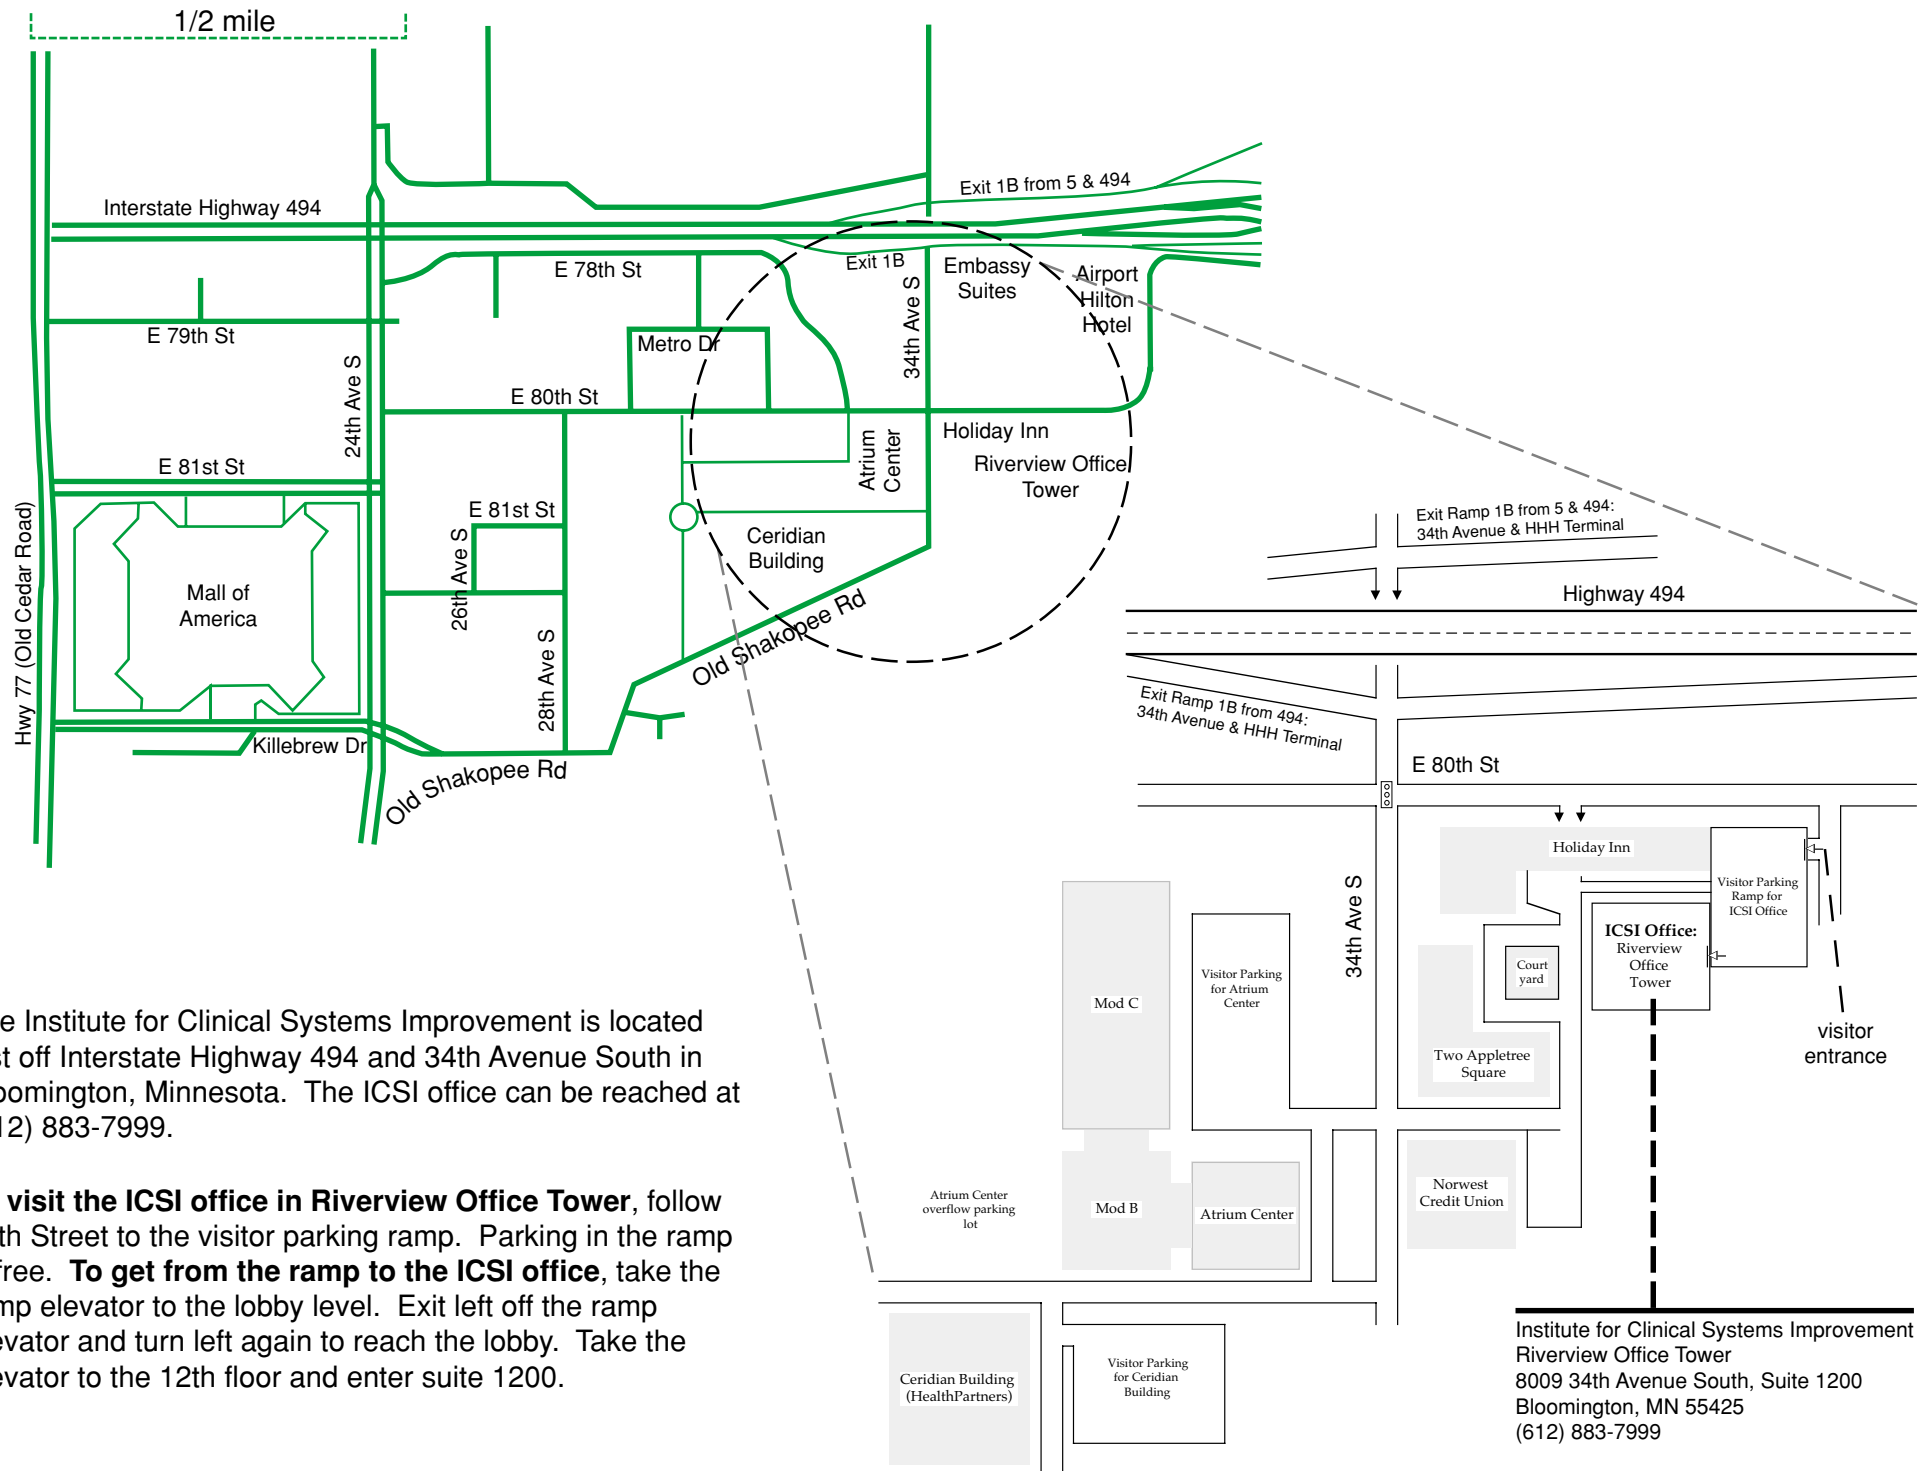 1/2 mile
Interstate Highway 494
Exit 1B from 5 & 494
E 78th St
Exit 1B
Embassy
Suites
Airport
Hilton
Hotel
E 79th St
Metro Dr
34th Ave S
24th Ave S
E 80th St
Holiday Inn
Atrium
Center
Riverview Office
Tower
E 81st St
E 81st St
Hwy 77 (Old Cedar Road)
26th Ave S
Ceridian
Building
Mall of
America
28th Ave S
Old Shakopee Rd
Killebrew Dr
Old Shakopee Rd
Exit Ramp 1B from 5 & 494:
34th Avenue & HHH Terminal
Highway 494
Exit Ramp 1B from 494:
34th Avenue & HHH Terminal
E 80th St
Holiday Inn
34th Ave S
Visitor Parking
Ramp for
ICSI Office
ICSI Office:
Riverview
Office
Tower
Court
yard
Visitor Parking
for Atrium
Center
Mod C
visitor
entrance
Two Appletree
Square
Norwest
Credit Union
Atrium Center
overflow parking
lot
Mod B
Atrium Center
Ceridian Building
(HealthPartners)
Visitor Parking
for Ceridian
Building
e Institute for Clinical Systems Improvement is located
st off Interstate Highway 494 and 34th Avenue South in
oomington, Minnesota. The ICSI office can be reached at
12) 883-7999.
visit the ICSI office in Riverview Office Tower, follow
th Street to the visitor parking ramp. Parking in the ramp
free. To get from the ramp to the ICSI office, take the
mp elevator to the lobby level. Exit left off the ramp
evator and turn left again to reach the lobby. Take the
evator to the 12th floor and enter suite 1200.
Institute for Clinical Systems Improvement
Riverview Office Tower
8009 34th Avenue South, Suite 1200
Bloomington, MN 55425
(612) 883-7999